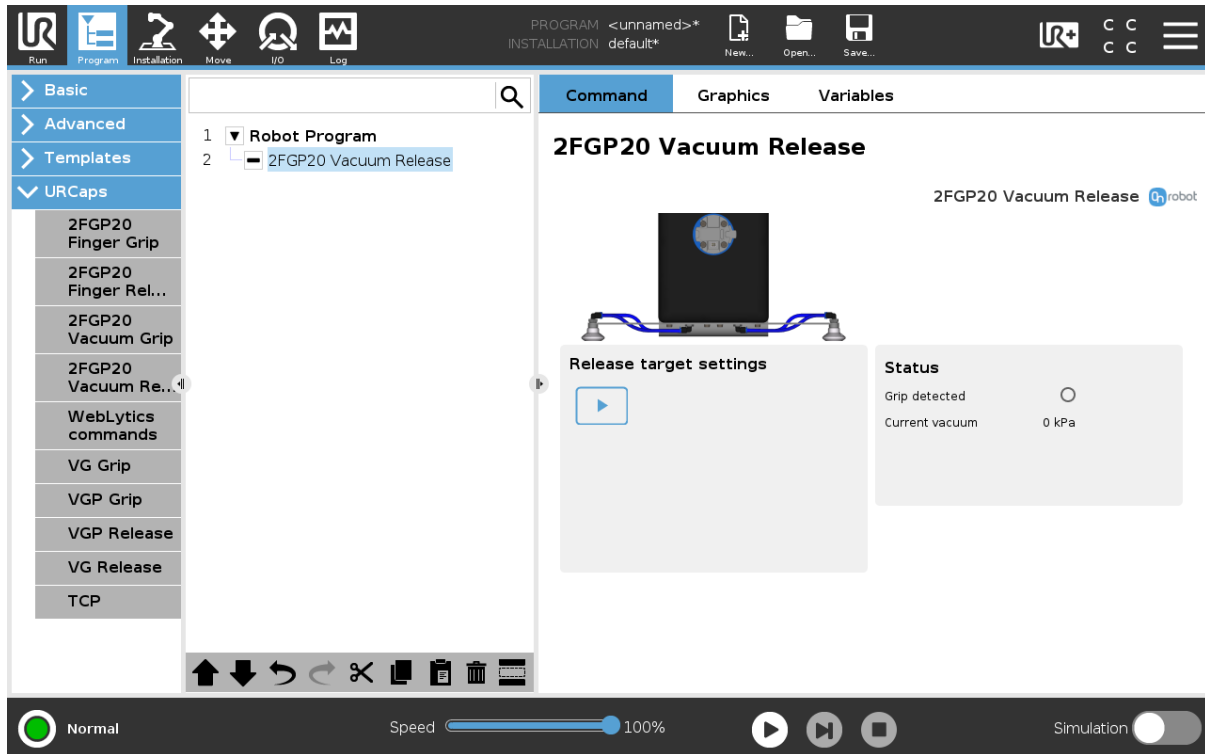 PROGRAM <unnamed>*
INSTALLATION default*
New...
Open...
Save...
UR+
C C
C C
UR
Run
Program
Installation
Move
I/O
Log
Basic
Advanced
Templates
URCaps
2FGP20
Finger Grip
2FGP20
Finger Rel...
2FGP20
Vacuum Grip
2FGP20
Vacuum Re...
WebLytics
commands
VG Grip
VGP Grip
VGP Release
VG Release
TCP
1 Robot Program
2 2FGP20 Vacuum Release
Command Graphics Variables
2FGP20 Vacuum Release
2FGP20 Vacuum Release OnRobot
Release target settings
Status
Grip detected
Current vacuum 0 kPa
Normal
Speed 100%
Simulation